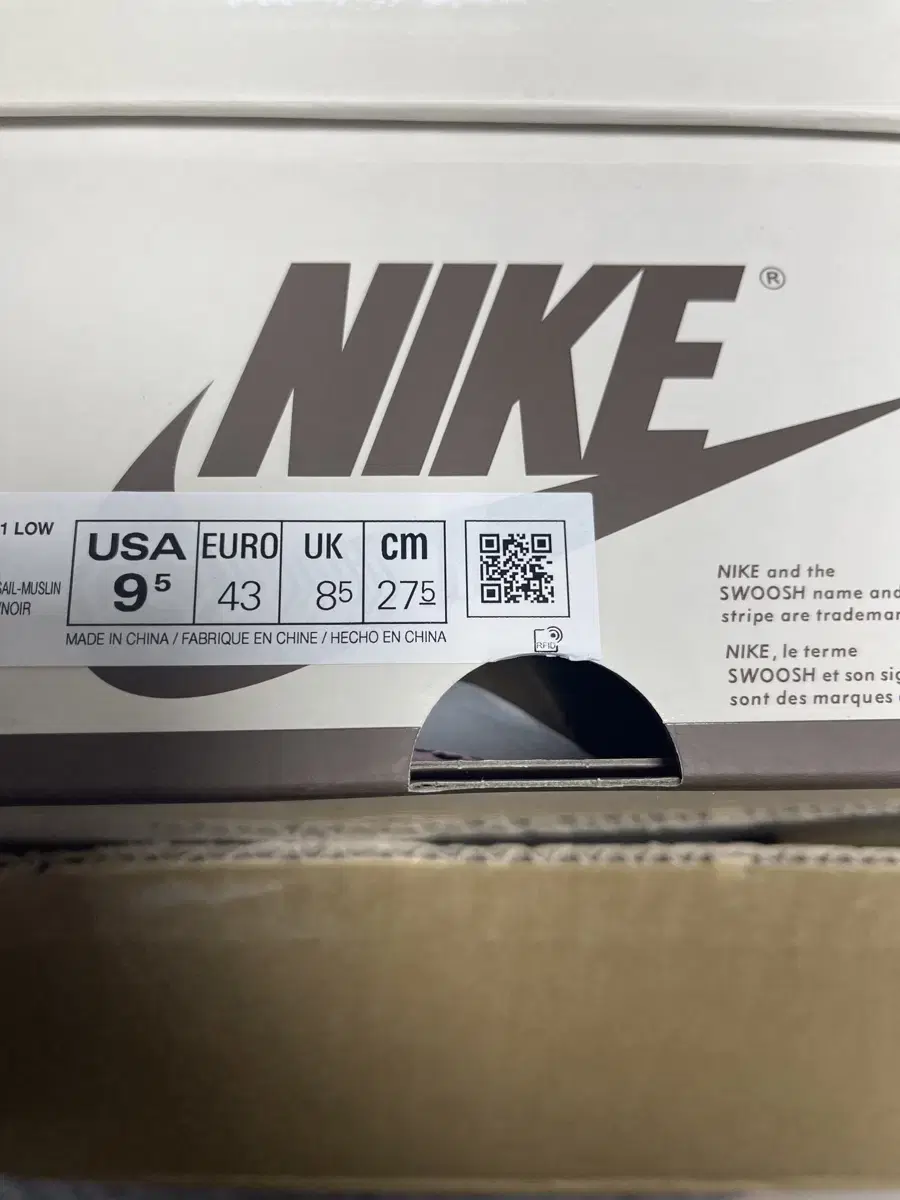 NIKE®
1 LOW
SAIL-MUSLIN
/NOIR
USA EURO UK cm
9⁵ 43 8⁵ 27⁵
MADE IN CHINA / FABRIQUE EN CHINE / HECHO EN CHINA
RFID
NIKE and the
SWOOSH name and
stripe are trademar
NIKE, le terme
SWOOSH et son sig
sont des marques